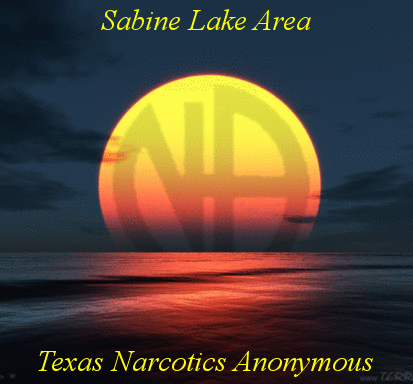 Sabine Lake Area
NA
Texas Narcotics Anonymous